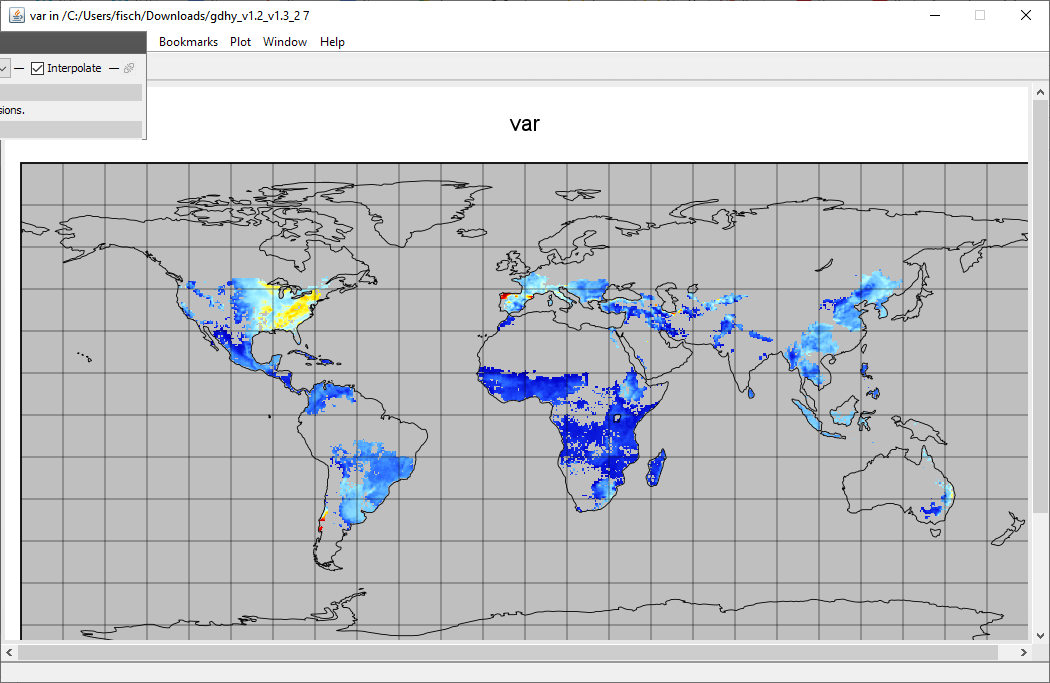 var in /C:/Users/fisch/Downloads/gdhy_v1.2_v1.3_2 7
Bookmarks Plot Window Help
Interpolate
sions.
var